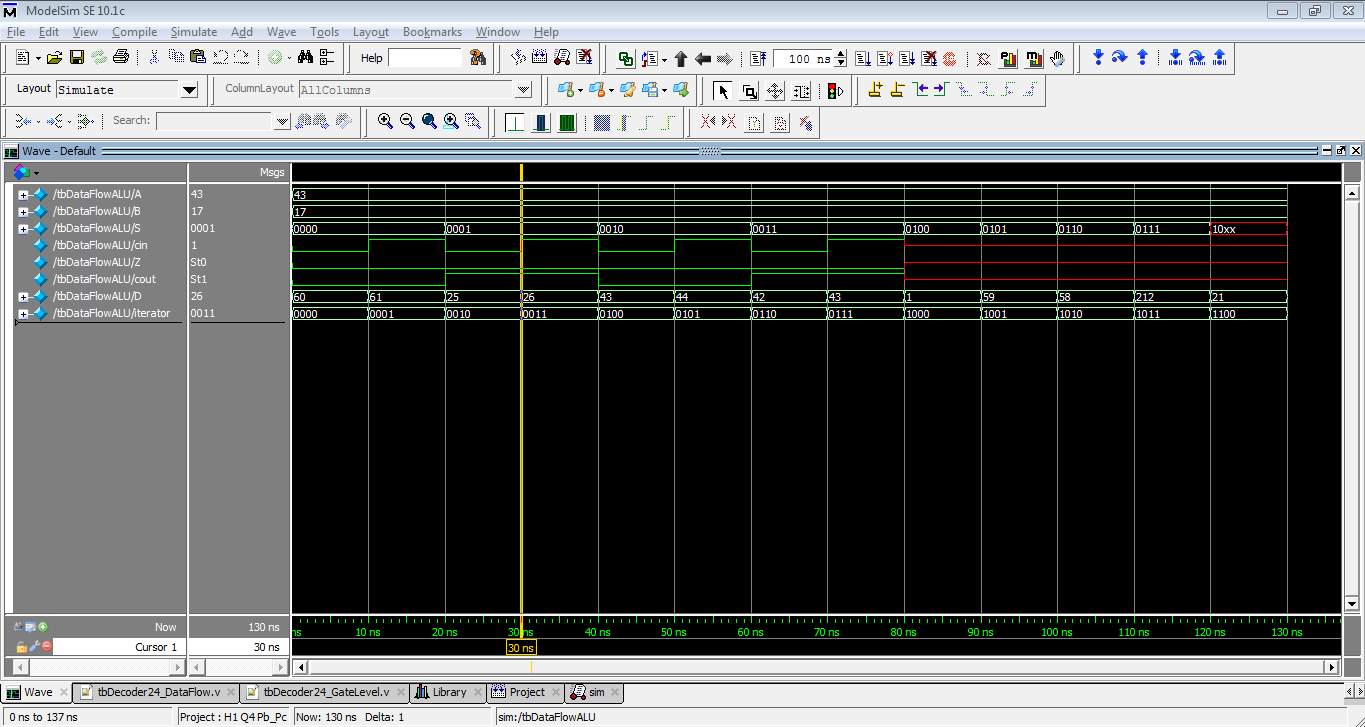 ModelSim SE 10.1c
File Edit View Compile Simulate Add Wave Tools Layout Bookmarks Window Help
Help 100 ns
Layout Simulate ColumnLayout AllColumns
Search:
Wave - Default
Msgs
/tbDataFlowALU/A 43 43
/tbDataFlowALU/B 17 17
/tbDataFlowALU/S 0001 0000 0001 0010 0011 0100 0101 0110 0111 10xx
/tbDataFlowALU/cin 1
/tbDataFlowALU/Z St0
/tbDataFlowALU/cout St1
/tbDataFlowALU/D 26 60 61 25 26 43 44 42 43 1 59 58 212 21
/tbDataFlowALU/iterator 0011 0000 0001 0010 0011 0100 0101 0110 0111 1000 1001 1010 1011 1100
Now 130 ns ns 10 ns 20 ns 30 ns 40 ns 50 ns 60 ns 70 ns 80 ns 90 ns 100 ns 110 ns 120 ns 130 ns
Cursor 1 30 ns 30 ns
Wave tbDecoder24_DataFlow.v tbDecoder24_GateLevel.v Library Project sim
0 ns to 137 ns Project : H1 Q4 Pb_Pc Now: 130 ns Delta: 1 sim:/tbDataFlowALU